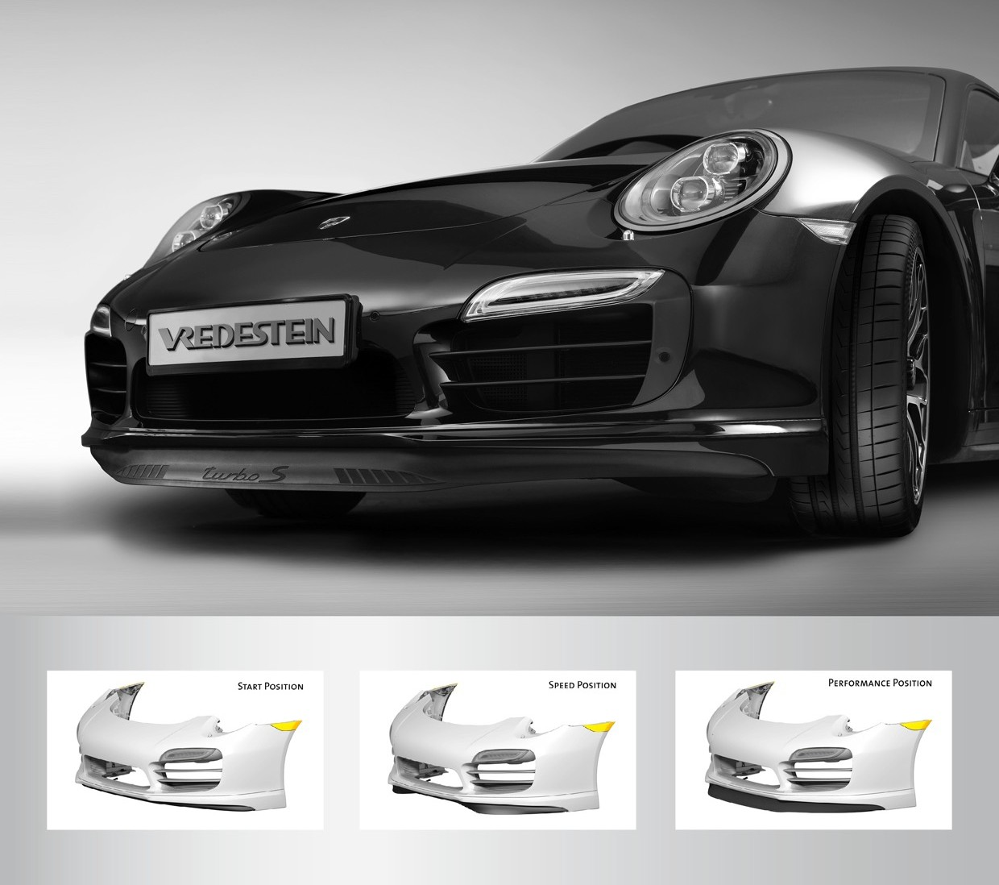 VREDESTEIN
turbo S
START POSITION
SPEED POSITION
PERFORMANCE POSITION